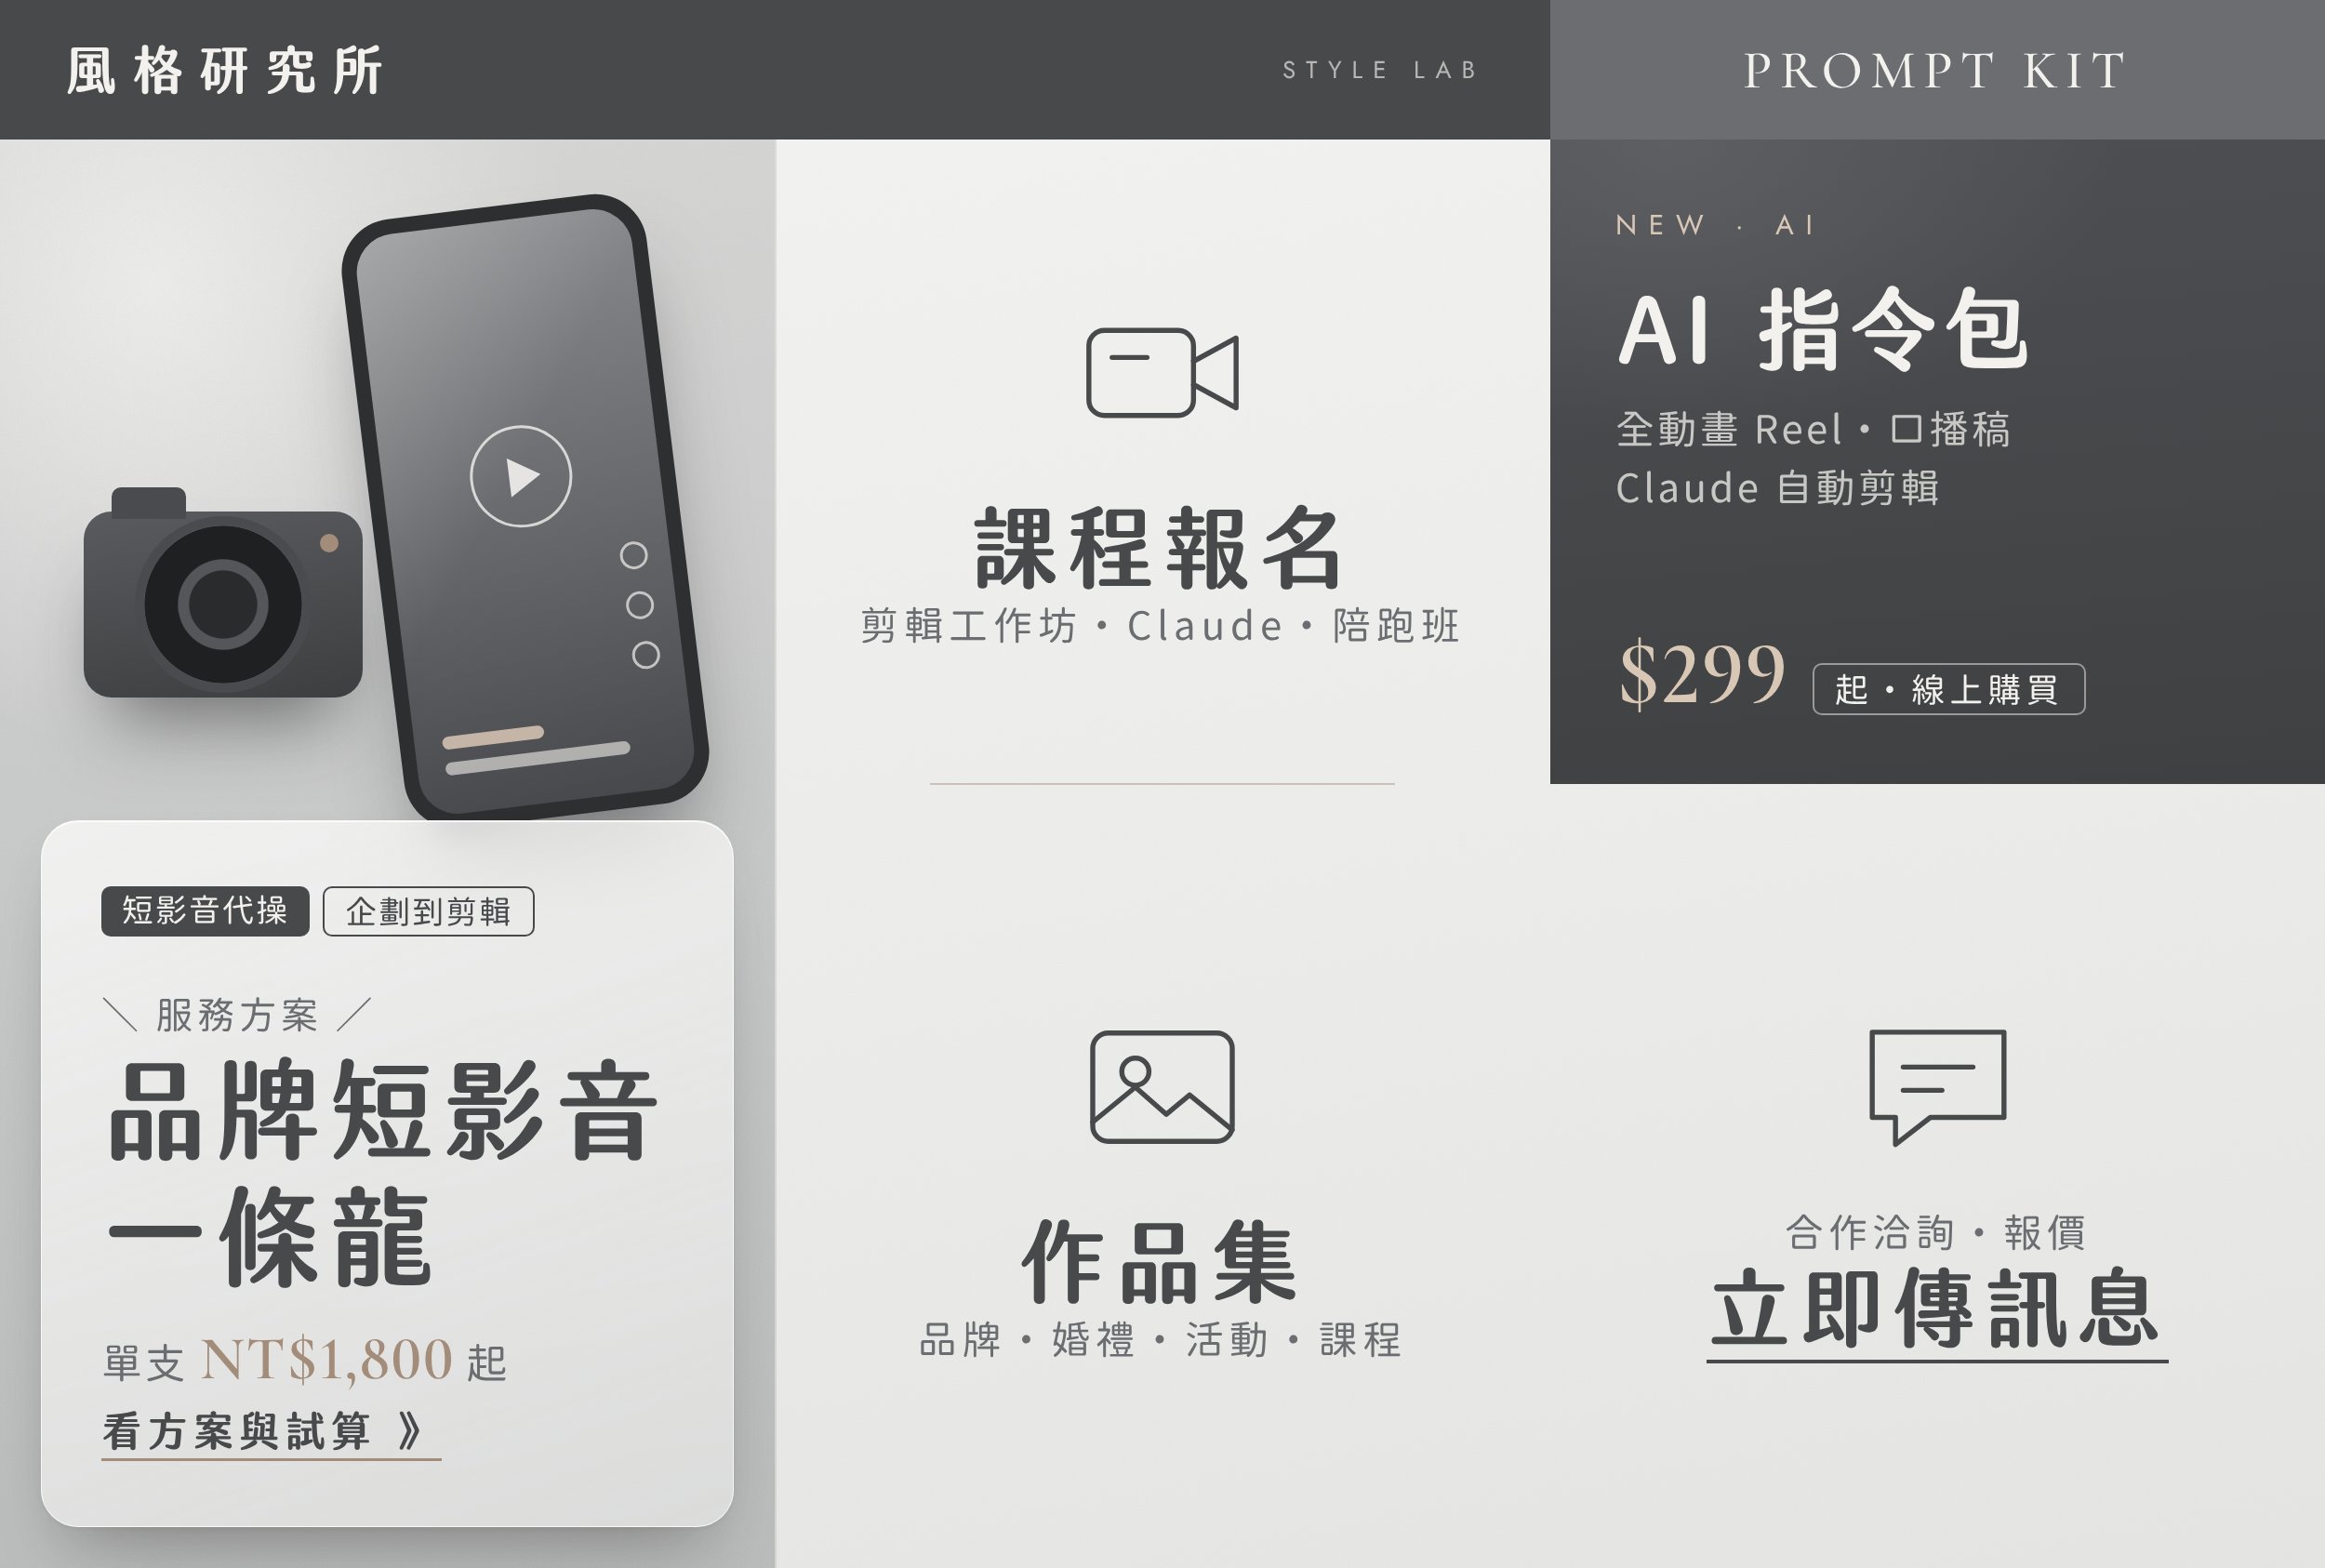 風格研究所
STYLE LAB
PROMPT KIT
短影音代操
企劃到剪輯
＼ 服務方案 ／
品牌短影音
一條龍
單支 NT$1,800 起
看方案與試算 》
課程報名
剪輯工作坊・Claude・陪跑班
NEW · AI
AI 指令包
全動畫 Reel・口播稿
Claude 自動剪輯
$299 起・線上購買
作品集
品牌・婚禮・活動・課程
合作洽詢・報價
立即傳訊息